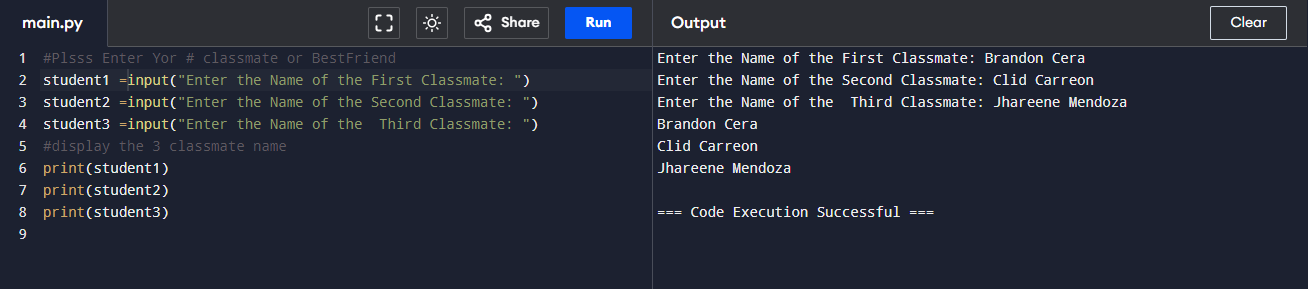 main.py
Share
Run
Output
Clear
1 #Plsss Enter Yor # classmate or BestFriend
2 student1 =input("Enter the Name of the First Classmate: ")
3 student2 =input("Enter the Name of the Second Classmate: ")
4 student3 =input("Enter the Name of the  Third Classmate: ")
5 #display the 3 classmate name
6 print(student1)
7 print(student2)
8 print(student3)
9
Enter the Name of the First Classmate: Brandon Cera
Enter the Name of the Second Classmate: Clid Carreon
Enter the Name of the  Third Classmate: Jhareene Mendoza
Brandon Cera
Clid Carreon
Jhareene Mendoza
=== Code Execution Successful ===